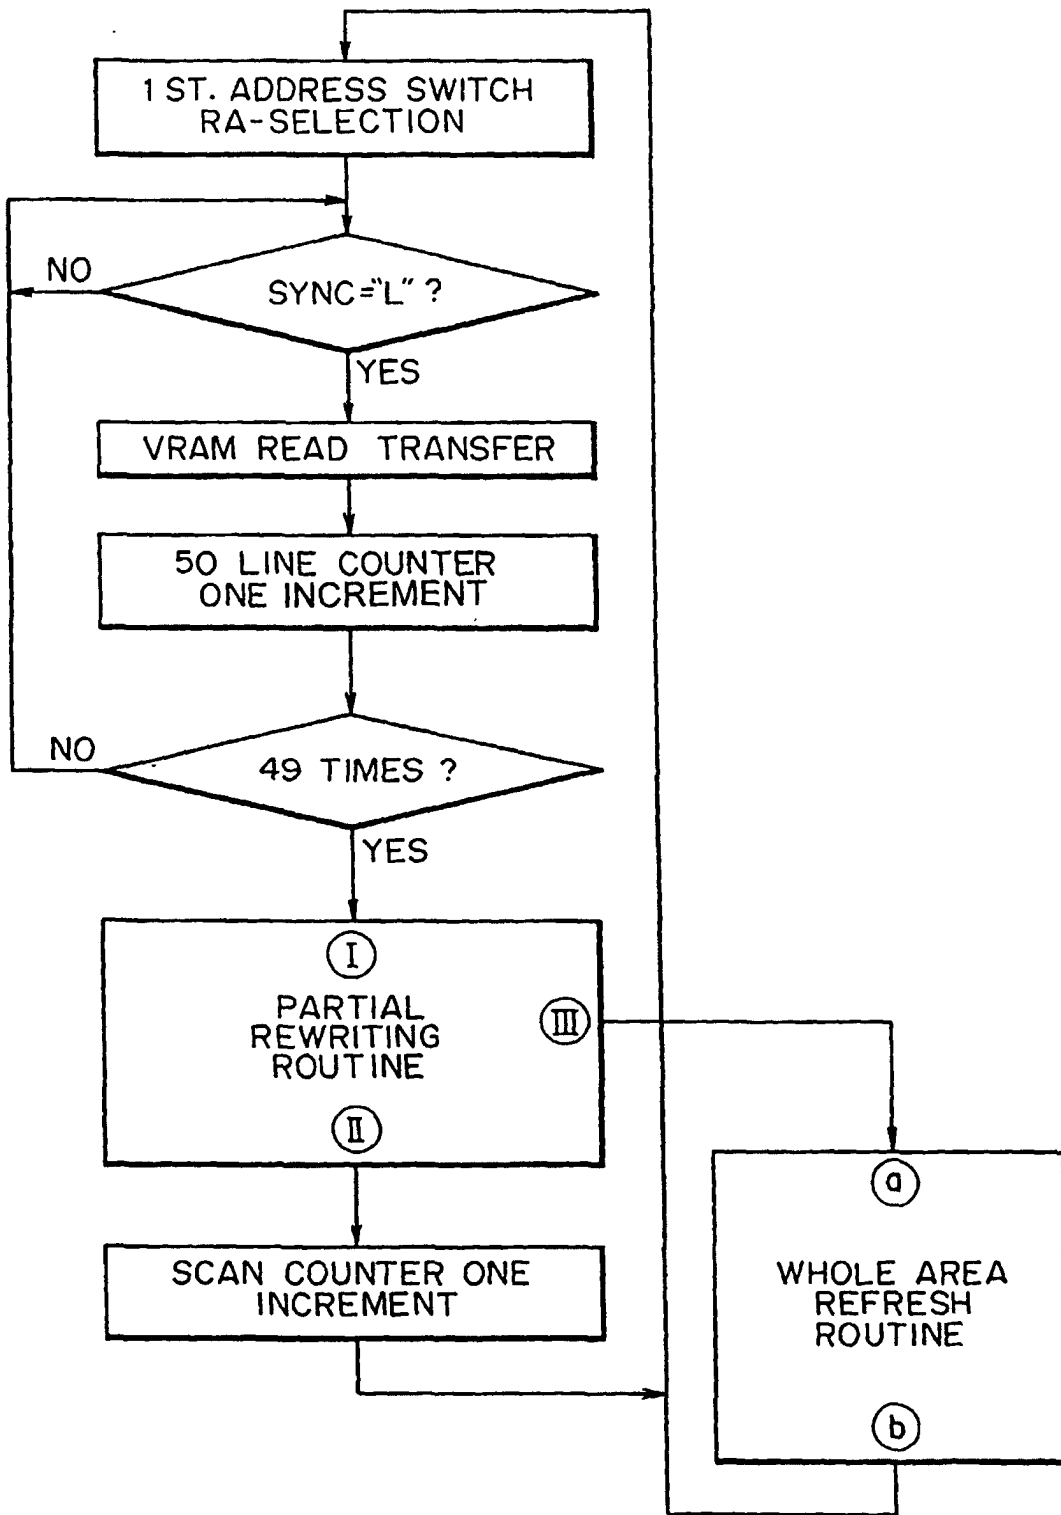 1 ST. ADDRESS SWITCH
RA-SELECTION
NO
SYNC="L" ?
YES
VRAM READ TRANSFER
50 LINE COUNTER
ONE INCREMENT
NO
49 TIMES ?
YES
I
PARTIAL
REWRITING
ROUTINE
III
II
SCAN COUNTER ONE
INCREMENT
a
WHOLE AREA
REFRESH
ROUTINE
b